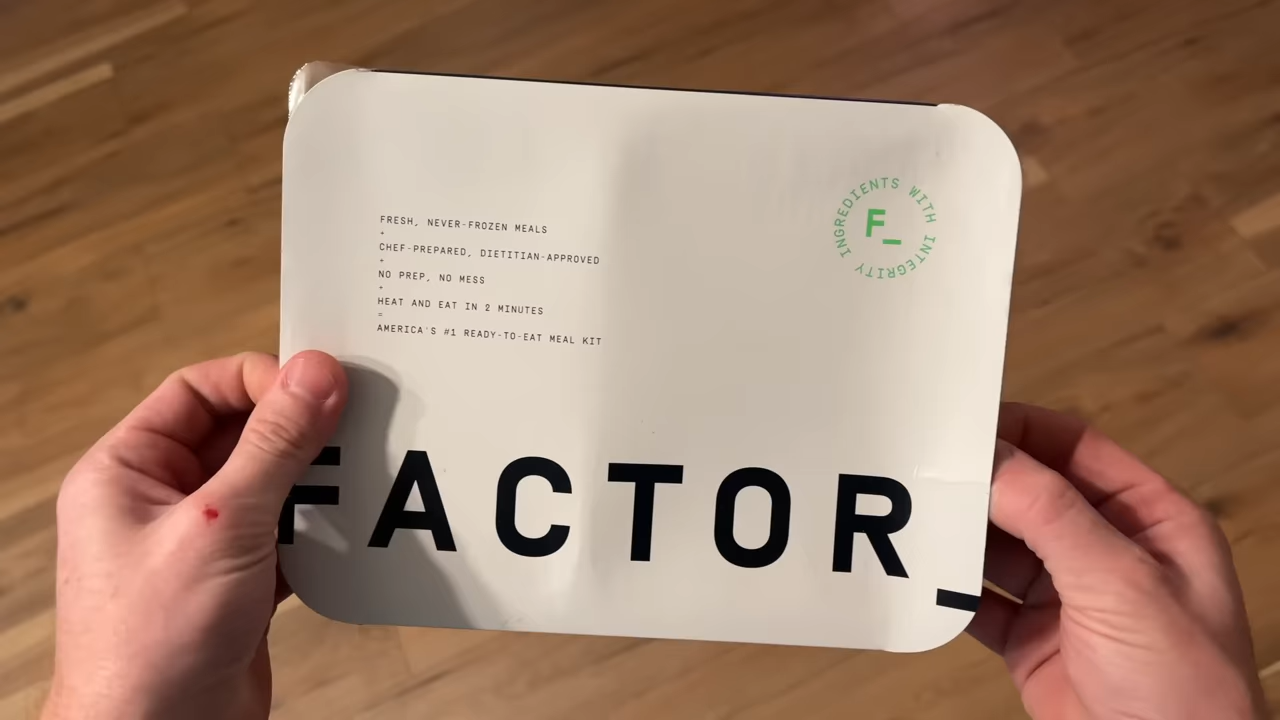 FRESH, NEVER-FROZEN MEALS
+
CHEF-PREPARED, DIETITIAN-APPROVED
+
NO PREP, NO MESS
+
HEAT AND EAT IN 2 MINUTES
=
AMERICA'S #1 READY-TO-EAT MEAL KIT
INGREDIENTS WITH INTEGRITY
F_
FACTOR_